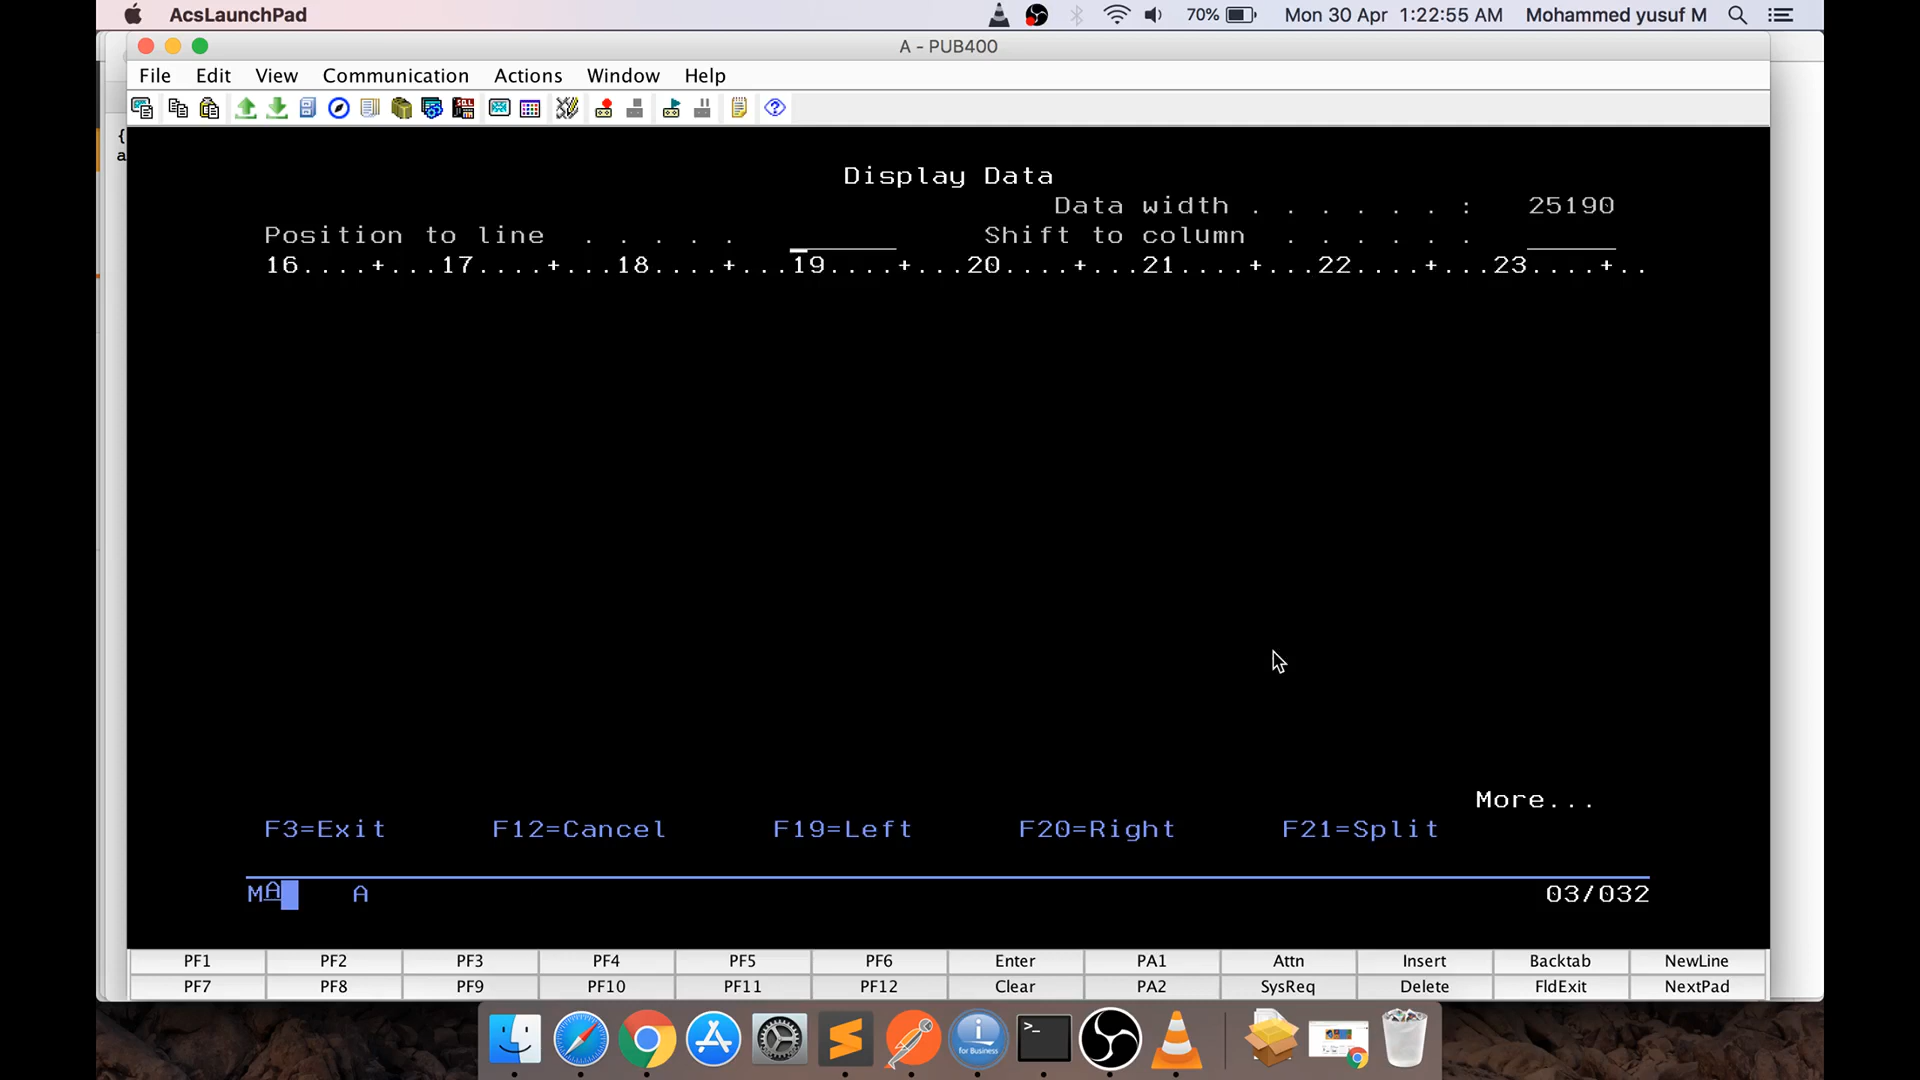 AcsLaunchPad 70% Mon 30 Apr 1:22:55 AM Mohammed yusuf M
A - PUB400
File Edit View Communication Actions Window Help
{
a
Display Data
Data width . . . . . . : 25190
Position to line . . . . . Shift to column . . . . . .
16....+...17....+...18....+...19....+...20....+...21....+...22....+...23....+..
More...
F3=Exit F12=Cancel F19=Left F20=Right F21=Split
MA A 03/032
PF1 PF2 PF3 PF4 PF5 PF6 Enter PA1 Attn Insert Backtab NewLine
PF7 PF8 PF9 PF10 PF11 PF12 Clear PA2 SysReq Delete FldExit NextPad
>_
i
for Business